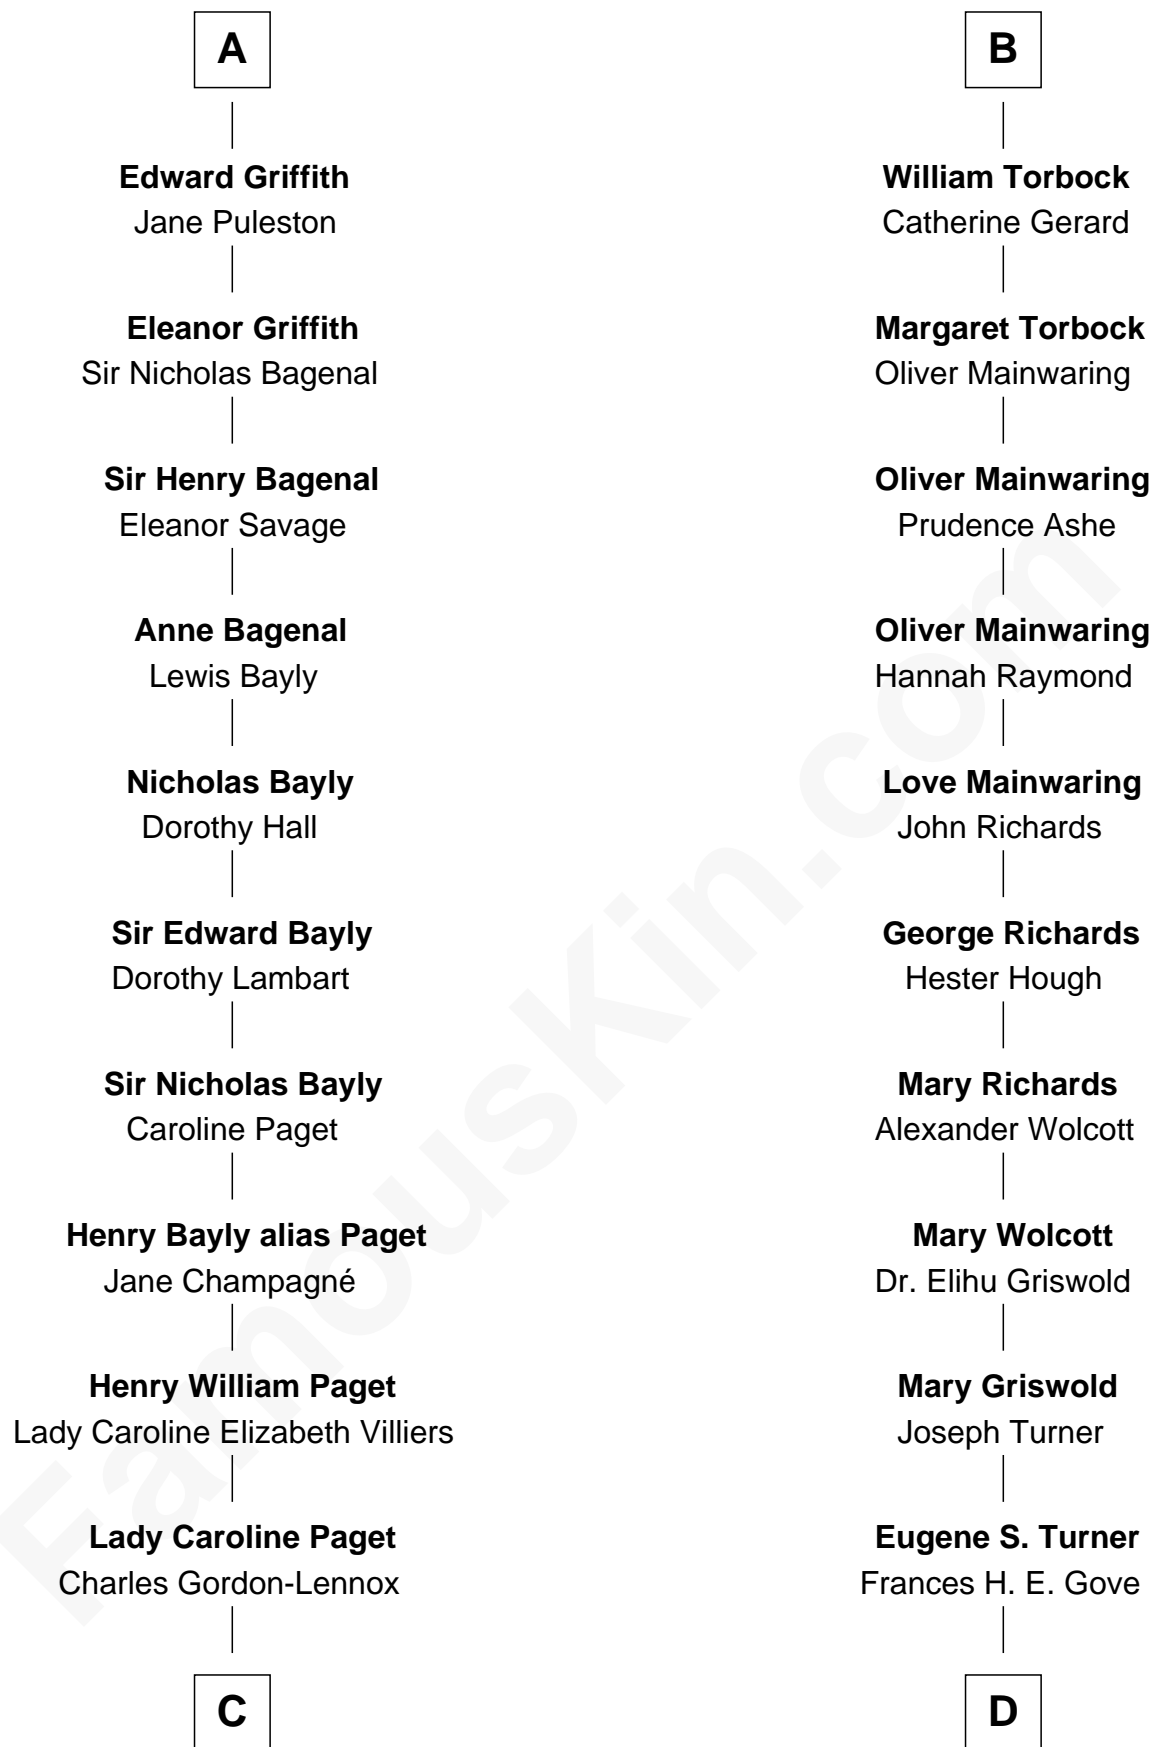 A
Edward Griffith
Jane Puleston
Eleanor Griffith
Sir Nicholas Bagenal
Sir Henry Bagenal
Eleanor Savage
Anne Bagenal
Lewis Bayly
Nicholas Bayly
Dorothy Hall
Sir Edward Bayly
Dorothy Lambart
Sir Nicholas Bayly
Caroline Paget
Henry Bayly alias Paget
Jane Champagné
Henry William Paget
Lady Caroline Elizabeth Villiers
Lady Caroline Paget
Charles Gordon-Lennox
C
B
William Torbock
Catherine Gerard
Margaret Torbock
Oliver Mainwaring
Oliver Mainwaring
Prudence Ashe
Oliver Mainwaring
Hannah Raymond
Love Mainwaring
John Richards
George Richards
Hester Hough
Mary Richards
Alexander Wolcott
Mary Wolcott
Dr. Elihu Griswold
Mary Griswold
Joseph Turner
Eugene S. Turner
Frances H. E. Gove
D
FamousKin.com